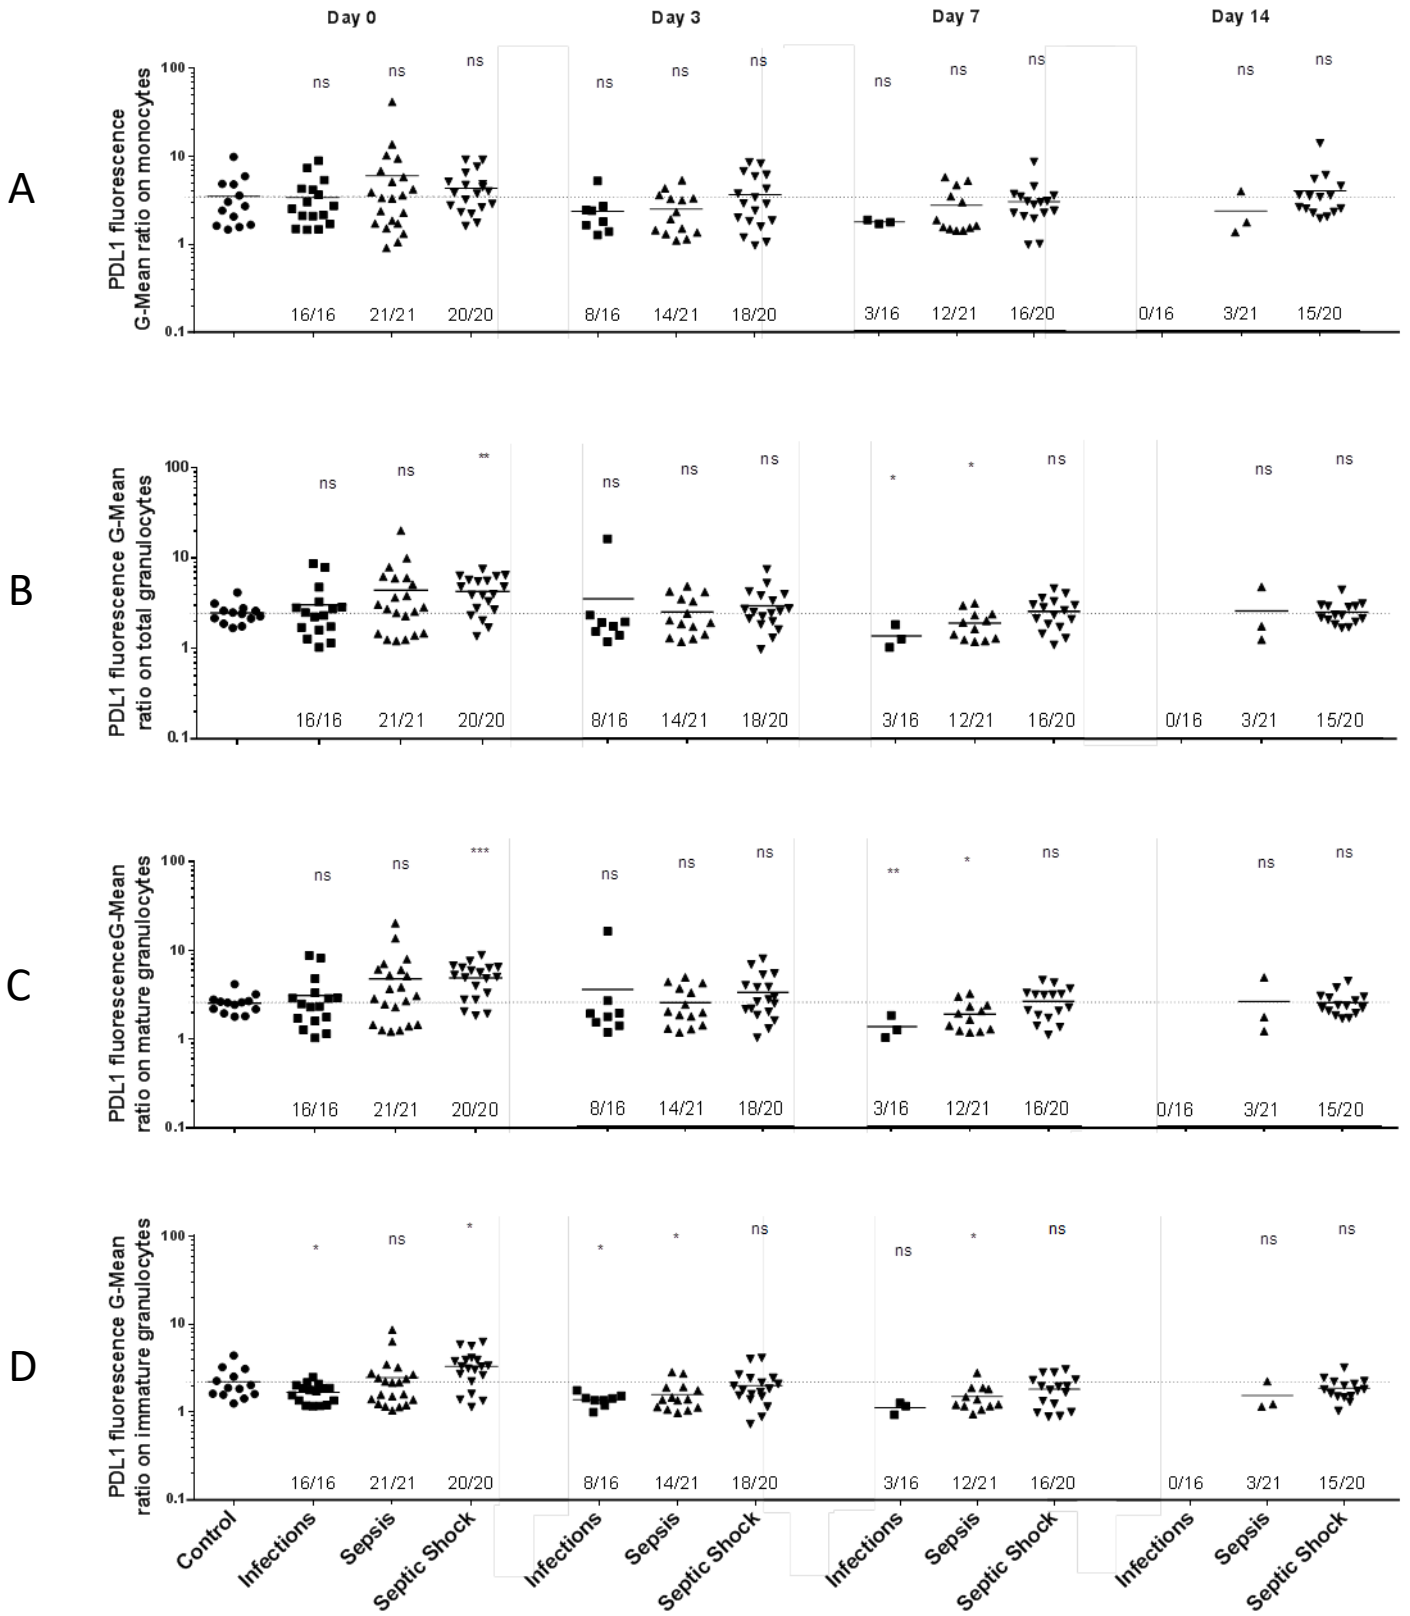 Day 0 Day 3 Day 7 Day 14
A
PDL1 fluorescence
G-Mean ratio on monocytes
100
10
1
0.1
ns ns ns ns ns ns ns ns ns ns ns
16/16 21/21 20/20 8/16 14/21 18/20 3/16 12/21 16/20 0/16 3/21 15/20
B
PDL1 fluorescence G-Mean
ratio on total granulocytes
100
10
1
0.1
ns ns ** ns ns ns * * ns ns ns
16/16 21/21 20/20 8/16 14/21 18/20 3/16 12/21 16/20 0/16 3/21 15/20
C
PDL1 fluorescenceG-Mean
ratio on mature granulocytes
100
10
1
0.1
ns ns *** ns ns ns ** * ns ns ns
16/16 21/21 20/20 8/16 14/21 18/20 3/16 12/21 16/20 0/16 3/21 15/20
D
PDL1 fluorescence G-Mean
ratio on immature granulocytes
100
10
1
0.1
* ns * * * ns ns * ns ns ns
16/16 21/21 20/20 8/16 14/21 18/20 3/16 12/21 16/20 0/16 3/21 15/20
Control Infections Sepsis Septic Shock Infections Sepsis Septic Shock Infections Sepsis Septic Shock Infections Sepsis Septic Shock